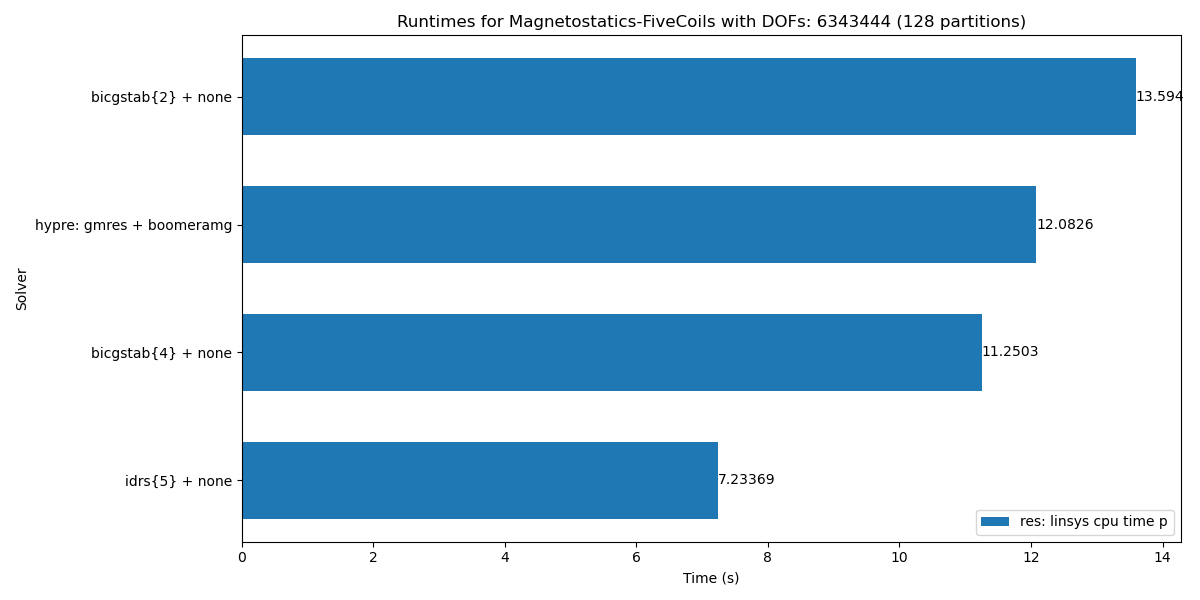 Runtimes for Magnetostatics-FiveCoils with DOFs: 6343444 (128 partitions)
bicgstab{2} + none
13.594
hypre: gmres + boomeramg
12.0826
Solver
bicgstab{4} + none
11.2503
idrs{5} + none
7.23369
res: linsys cpu time p
0 2 4 6 8 10 12 14
Time (s)